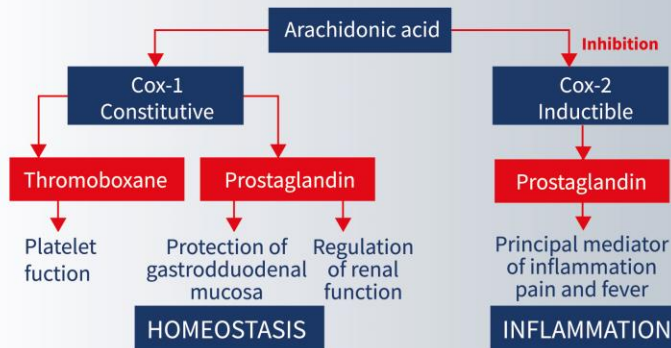 Arachidonic acid
Inhibition
Cox-1
Constitutive
Cox-2
Inductible
Thromoboxane
Prostaglandin
Prostaglandin
Platelet
fuction
Protection of
gastrodduodenal
mucosa
Regulation
of renal
function
Principal mediator
of inflammation
pain and fever
HOMEOSTASIS
INFLAMMATION